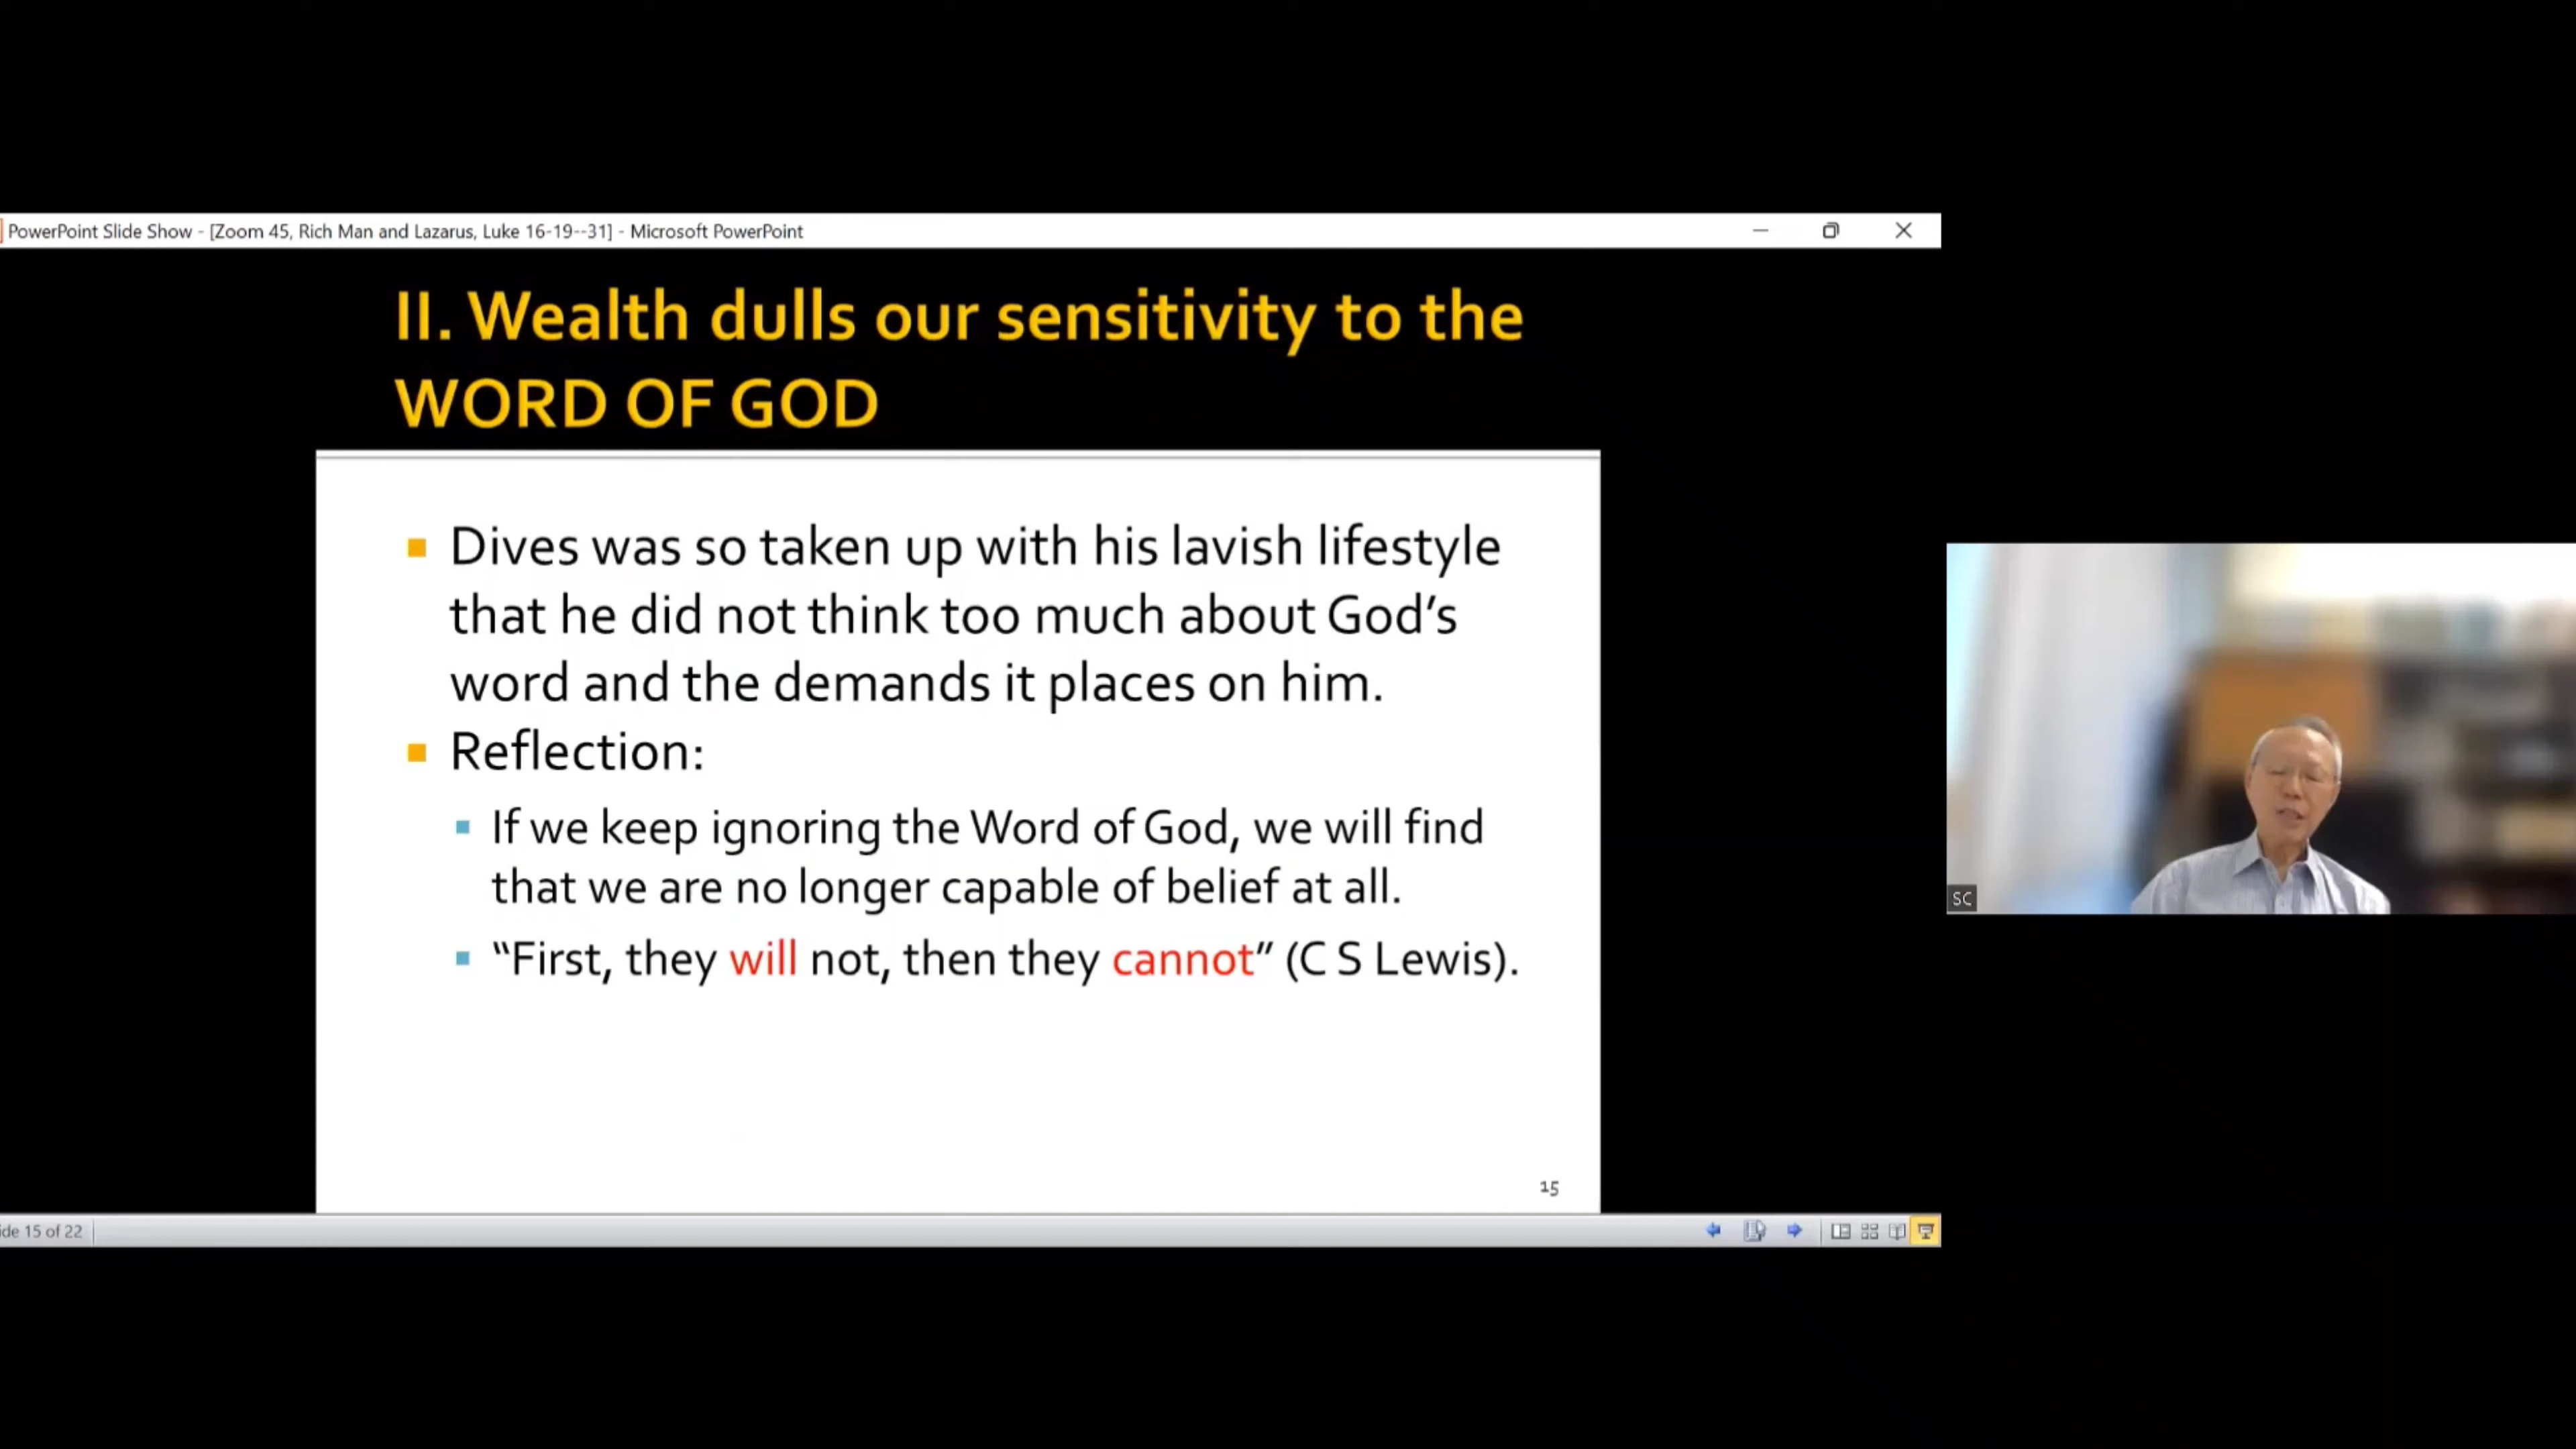 PowerPoint Slide Show - [Zoom 45, Rich Man and Lazarus, Luke 16-19--31] - Microsoft PowerPoint
II. Wealth dulls our sensitivity to the
WORD OF GOD
Dives was so taken up with his lavish lifestyle
that he did not think too much about God’s
word and the demands it places on him.
Reflection:
If we keep ignoring the Word of God, we will find
that we are no longer capable of belief at all.
“First, they will not, then they cannot” (C S Lewis).
15
SC
ide 15 of 22